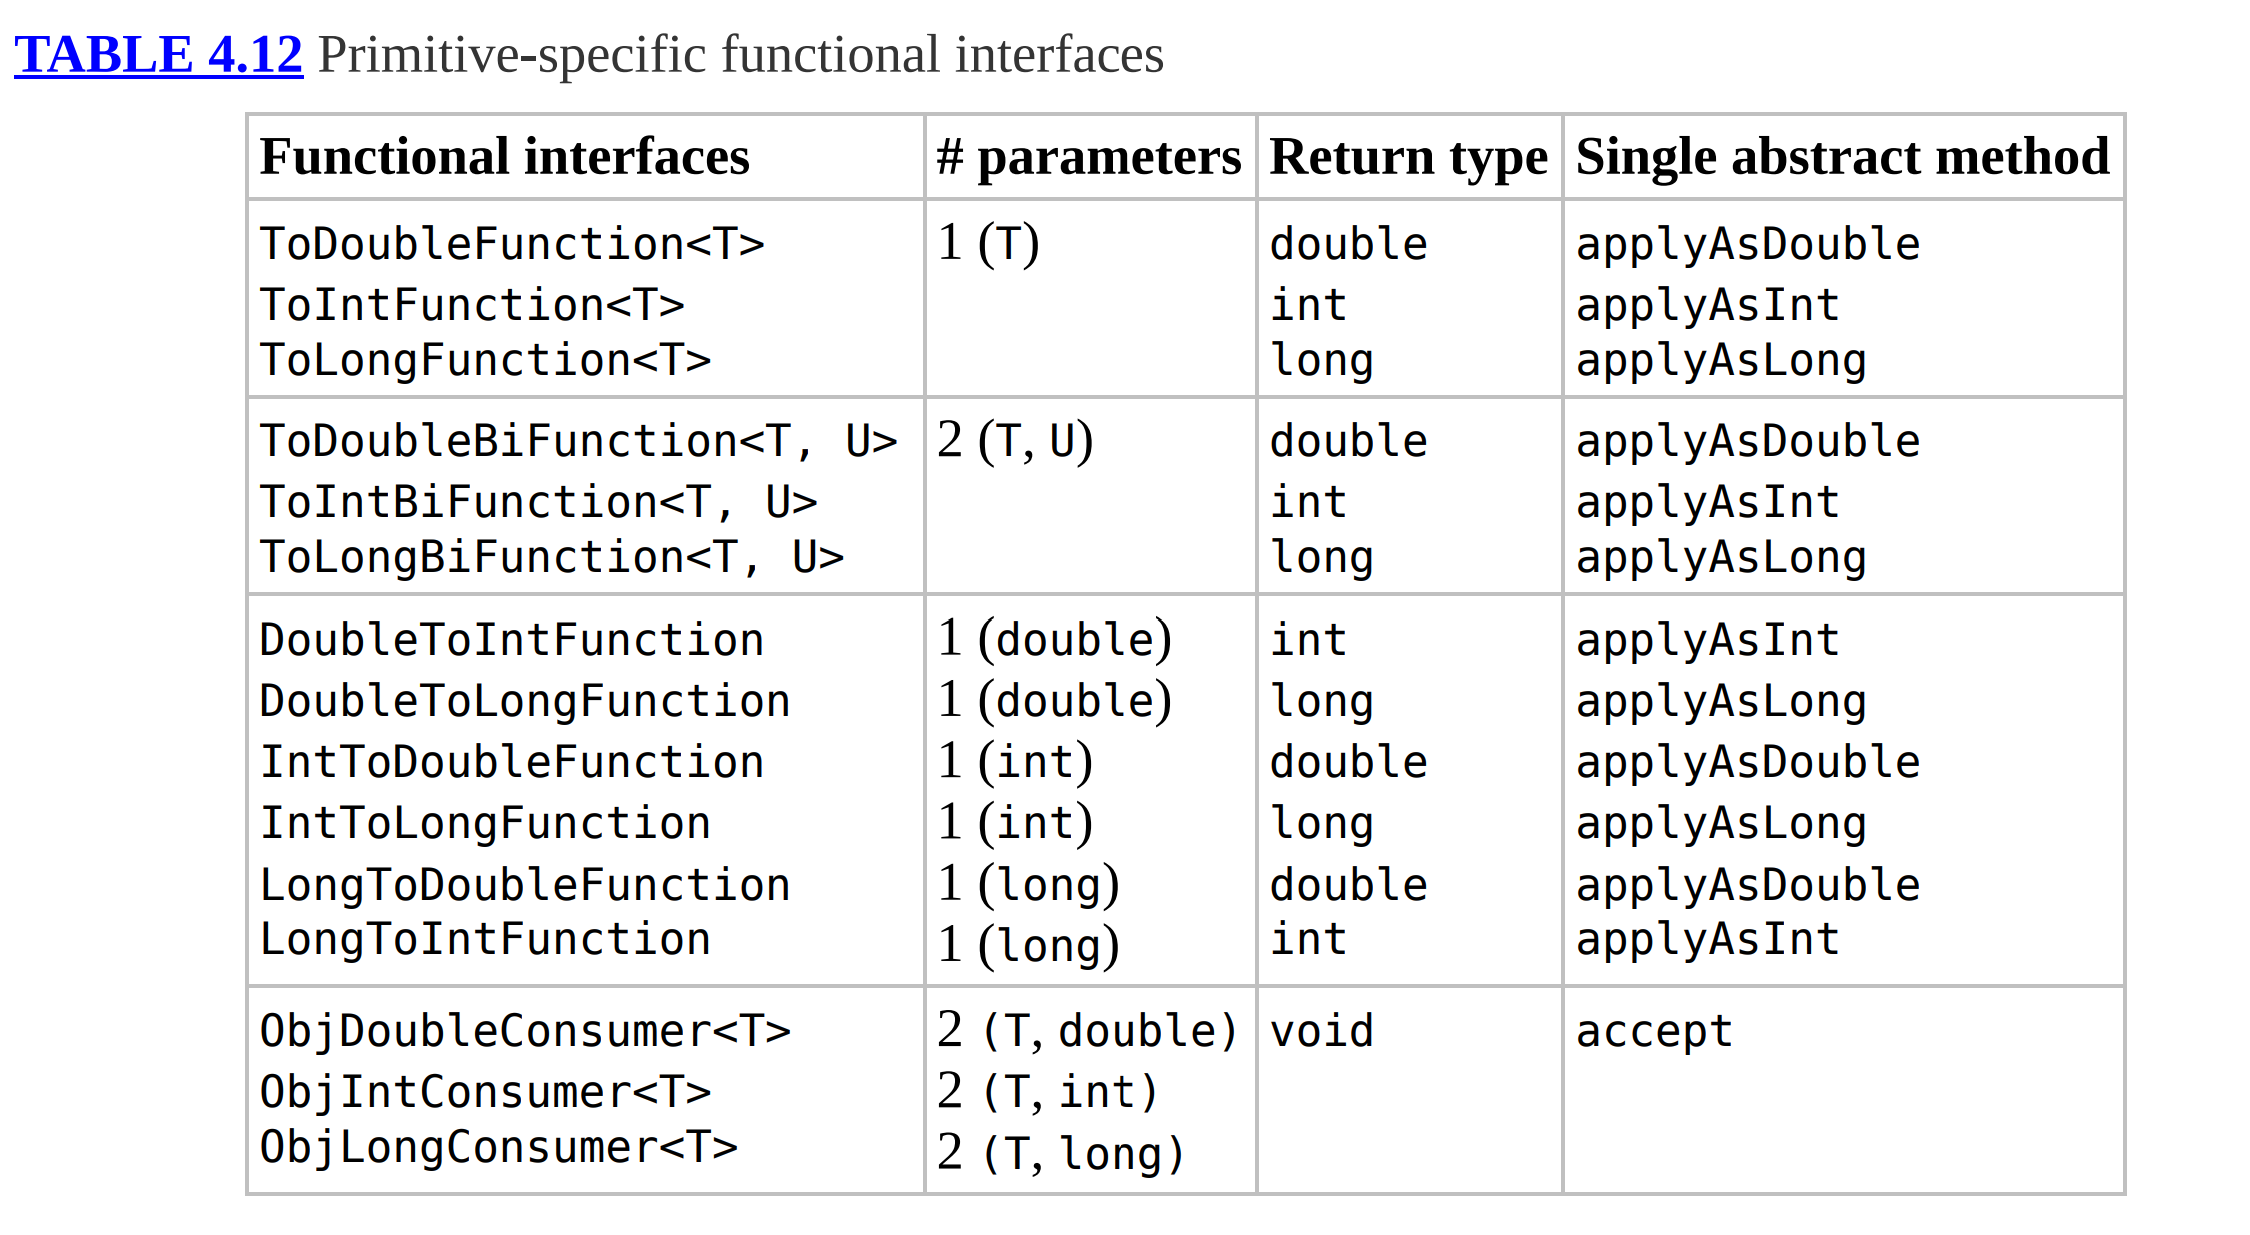 TABLE 4.12 Primitive-specific functional interfaces
Functional interfaces # parameters Return type Single abstract method
ToDoubleFunction<T> 1 (T) double applyAsDouble
ToIntFunction<T> int applyAsInt
ToLongFunction<T> long applyAsLong
ToDoubleBiFunction<T, U> 2 (T, U) double applyAsDouble
ToIntBiFunction<T, U> int applyAsInt
ToLongBiFunction<T, U> long applyAsLong
DoubleToIntFunction 1 (double) int applyAsInt
DoubleToLongFunction 1 (double) long applyAsLong
IntToDoubleFunction 1 (int) double applyAsDouble
IntToLongFunction 1 (int) long applyAsLong
LongToDoubleFunction 1 (long) double applyAsDouble
LongToIntFunction 1 (long) int applyAsInt
ObjDoubleConsumer<T> 2 (T, double) void accept
ObjIntConsumer<T> 2 (T, int)
ObjLongConsumer<T> 2 (T, long)